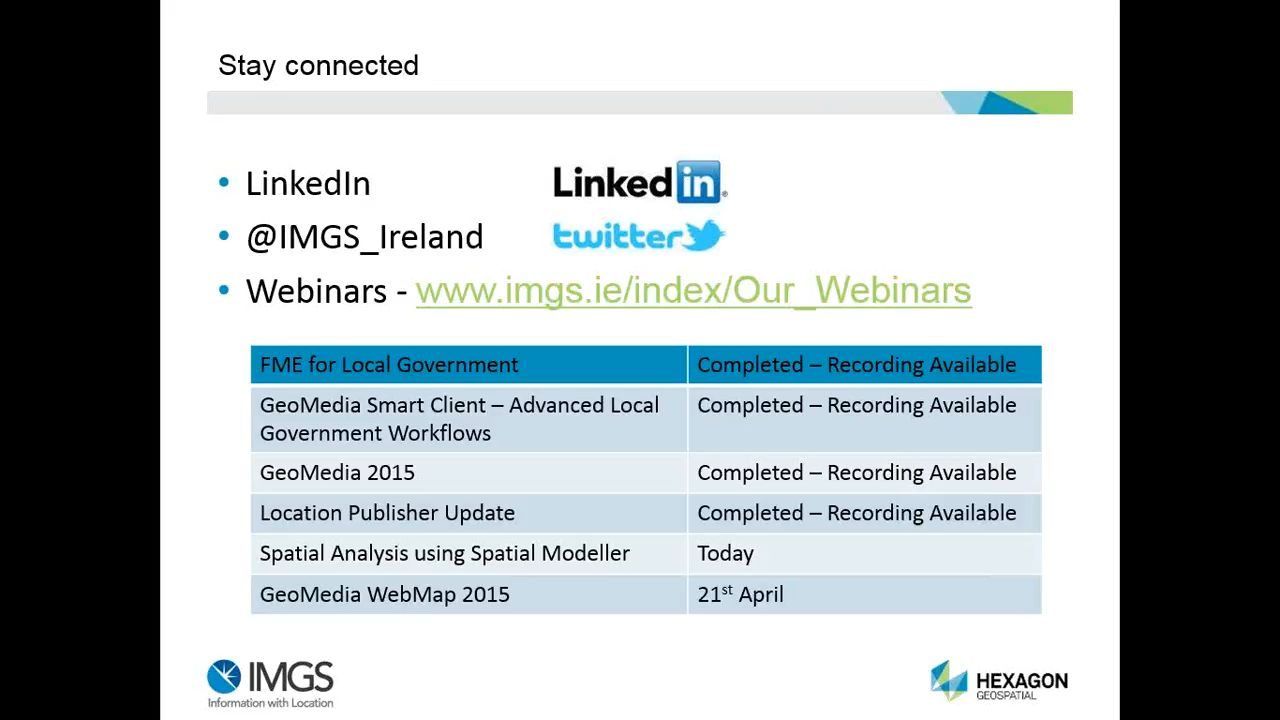 Stay connected
• LinkedIn
Linked in ®
• @IMGS_Ireland
twitter
• Webinars - www.imgs.ie/index/Our_Webinars
FME for Local Government Completed – Recording Available
GeoMedia Smart Client – Advanced Local Completed – Recording Available
Government Workflows
GeoMedia 2015 Completed – Recording Available
Location Publisher Update Completed – Recording Available
Spatial Analysis using Spatial Modeller Today
GeoMedia WebMap 2015 21st April
IMGS
Information with Location
HEXAGON
GEOSPATIAL